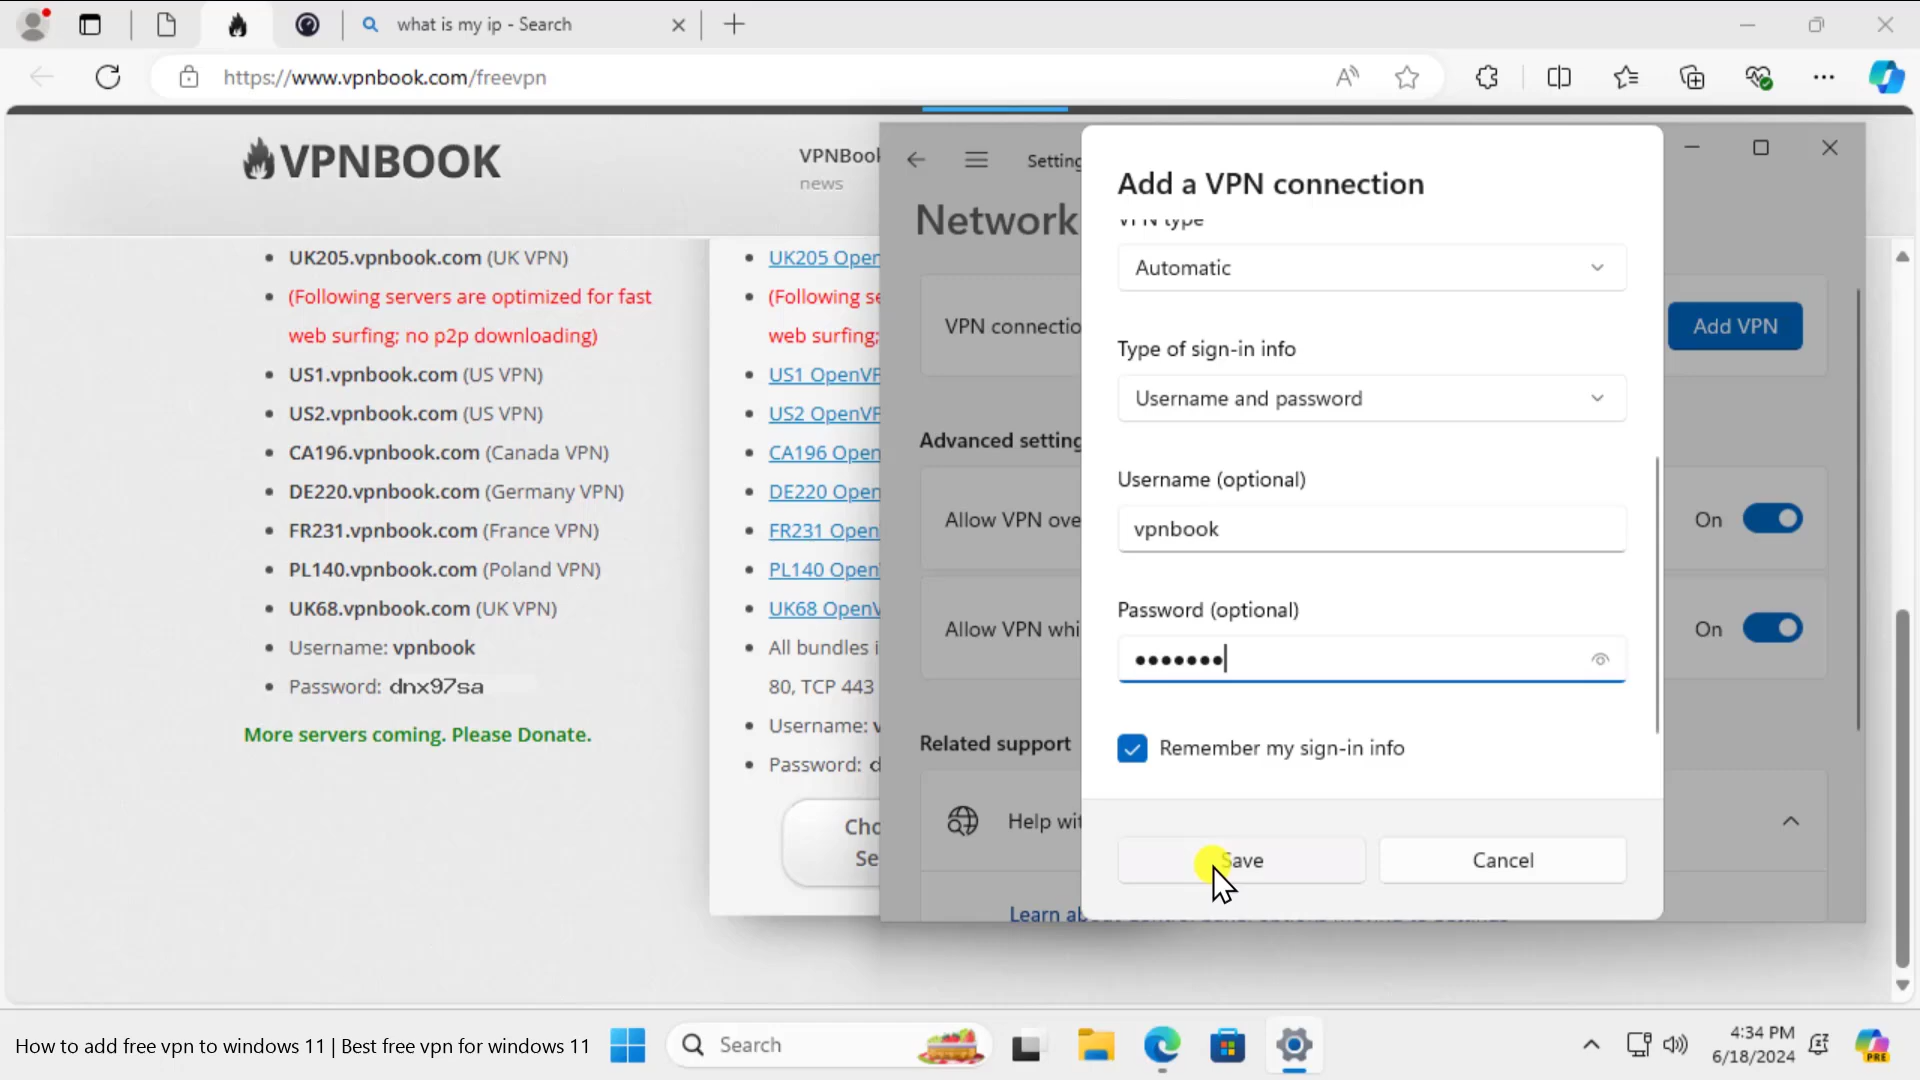 what is my ip - Search
https://www.vpnbook.com/freevpn
VPNBOOK
VPNBook
news
UK205.vpnbook.com (UK VPN)
(Following servers are optimized for fast
web surfing; no p2p downloading)
US1.vpnbook.com (US VPN)
US2.vpnbook.com (US VPN)
CA196.vpnbook.com (Canada VPN)
DE220.vpnbook.com (Germany VPN)
FR231.vpnbook.com (France VPN)
PL140.vpnbook.com (Poland VPN)
UK68.vpnbook.com (UK VPN)
Username: vpnbook
Password: dnx97sa
More servers coming. Please Donate.
UK205 Open
(Following se
web surfing;
US1 OpenVP
US2 OpenVP
CA196 Open
DE220 Open
FR231 Open
PL140 Open
UK68 OpenV
All bundles i
80, TCP 443
Username: v
Password: d
Cho
Se
Setting
Network
VPN connectio
Add VPN
Advanced setting
Allow VPN ove
On
Allow VPN whi
On
Related support
Help wit
Learn ab
Add a VPN connection
VPN type
Automatic
Type of sign-in info
Username and password
Username (optional)
vpnbook
Password (optional)
•••••••
Remember my sign-in info
Save
Cancel
How to add free vpn to windows 11 | Best free vpn for windows 11
Search
4:34 PM
6/18/2024
PRE